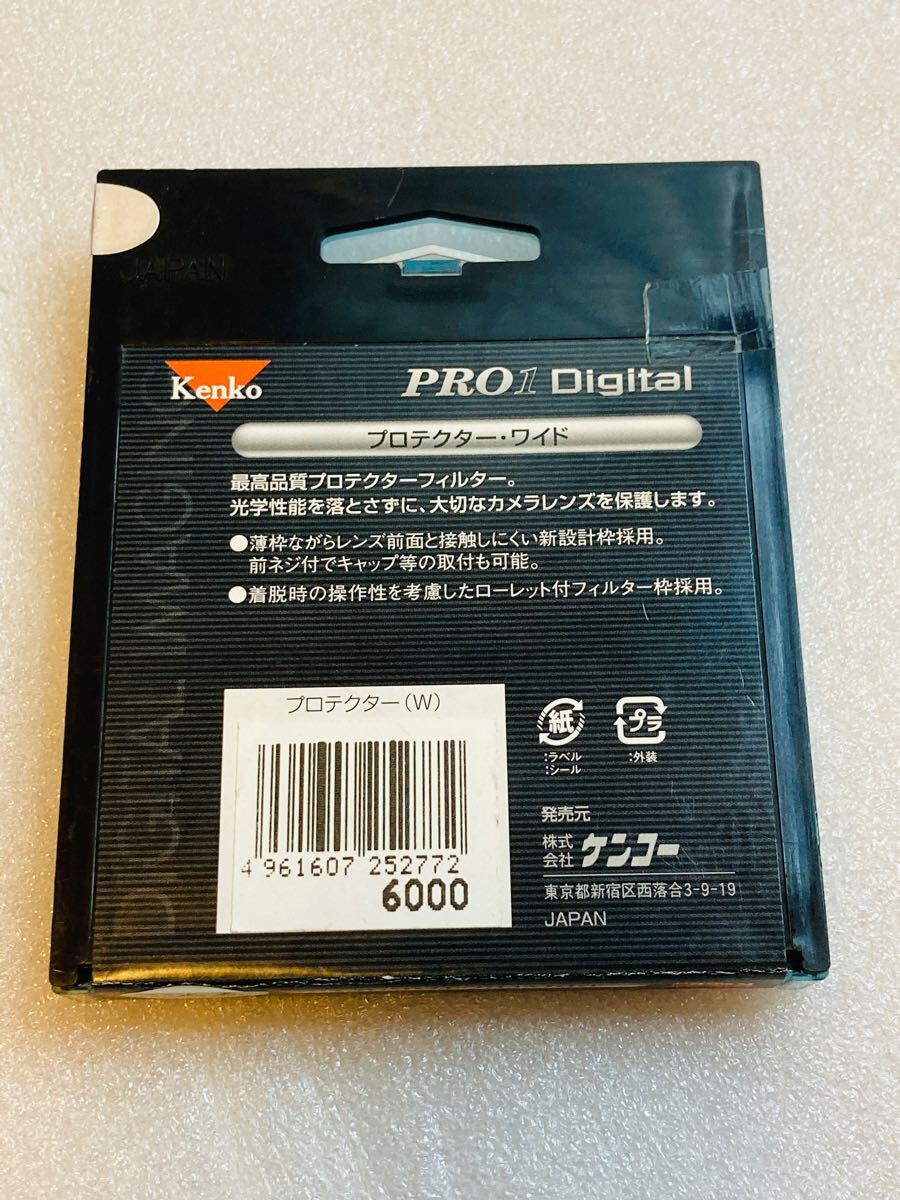 JAPAN
Kenko
PRO1 Digital
プロテクター・ワイド
最高品質プロテクターフィルター。
光学性能を落とさずに、大切なカメラレンズを保護します。
●薄枠ながらレンズ前面と接触しにくい新設計枠採用。
前ネジ付でキャップ等の取付も可能。
●着脱時の操作性を考慮したローレット付フィルター枠採用。
DIGITAL IMAGING
プロテクター(W)
4 961607 252772
6000
紙
:ラベル
:シール
プラ
:外装
発売元
株式会社 ケンコー
東京都新宿区西落合3-9-19
JAPAN